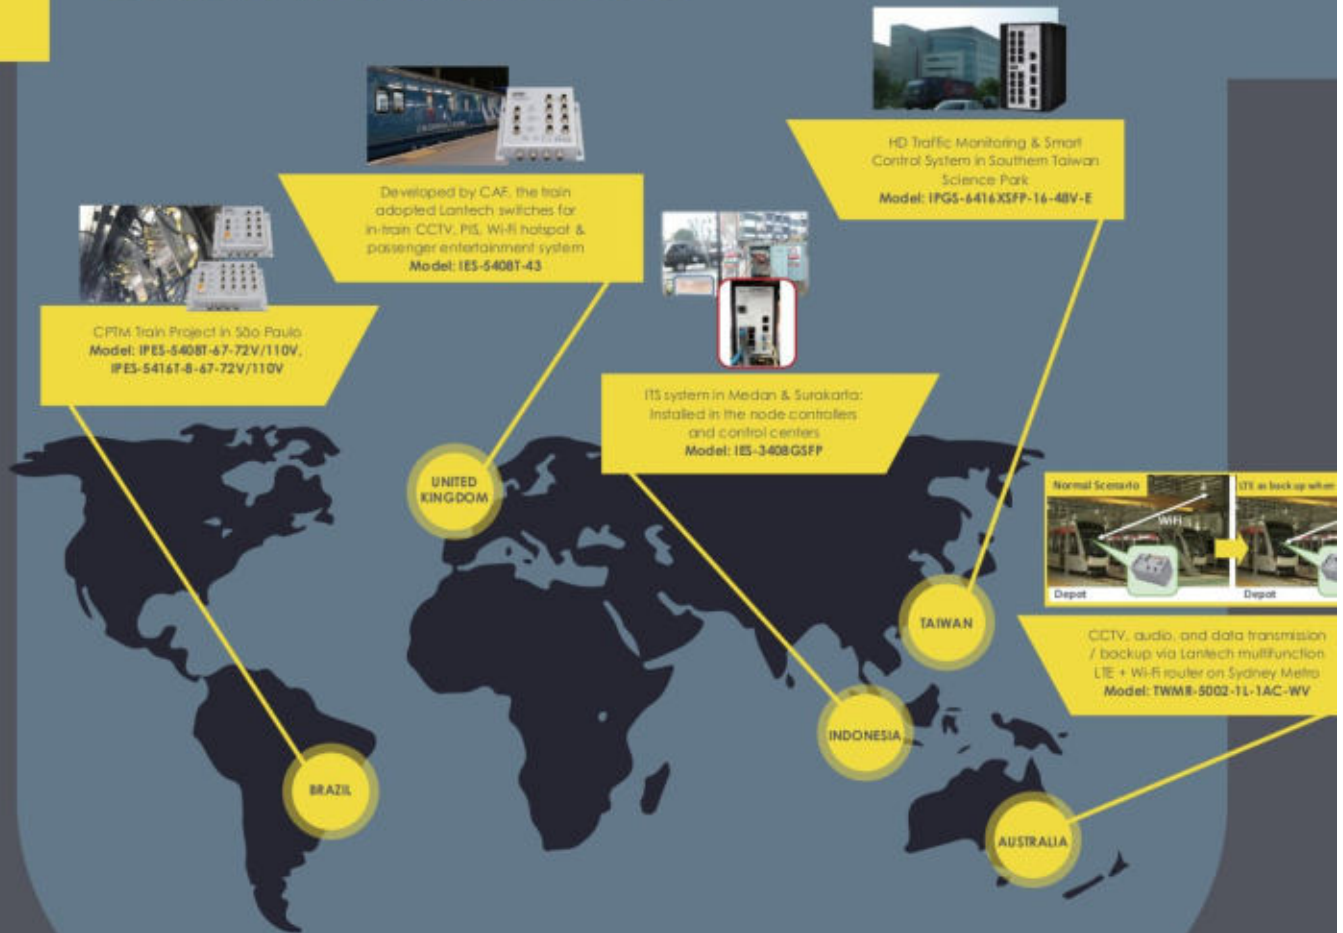 HD Traffic Monitoring & Smart
Control System in Southern Taiwan
Science Park
Model: IPGS-6416XSFP-16-48V-E
Developed by CAF, the train
adopted Lantech switches for
in-train CCTV, PIS, Wi-Fi hotspot &
passenger entertainment system
Model: IES-5408T-43
CPTM Train Project in São Paulo
Model: IPES-5408T-67-72V/110V,
IPES-5416T-8-67-72V/110V
ITS system in Medan & Surakarta:
Installed in the node controllers
and control centers
Model: IES-3408GSFP
UNITED
KINGDOM
Normal Scenario
LTE as back up when
WiFi
Depot
Depot
TAIWAN
CCTV, audio, and data transmission
/ backup via Lantech multifunction
LTE + Wi-Fi router on Sydney Metro
Model: TWMR-5002-1L-1AC-WV
INDONESIA
BRAZIL
AUSTRALIA